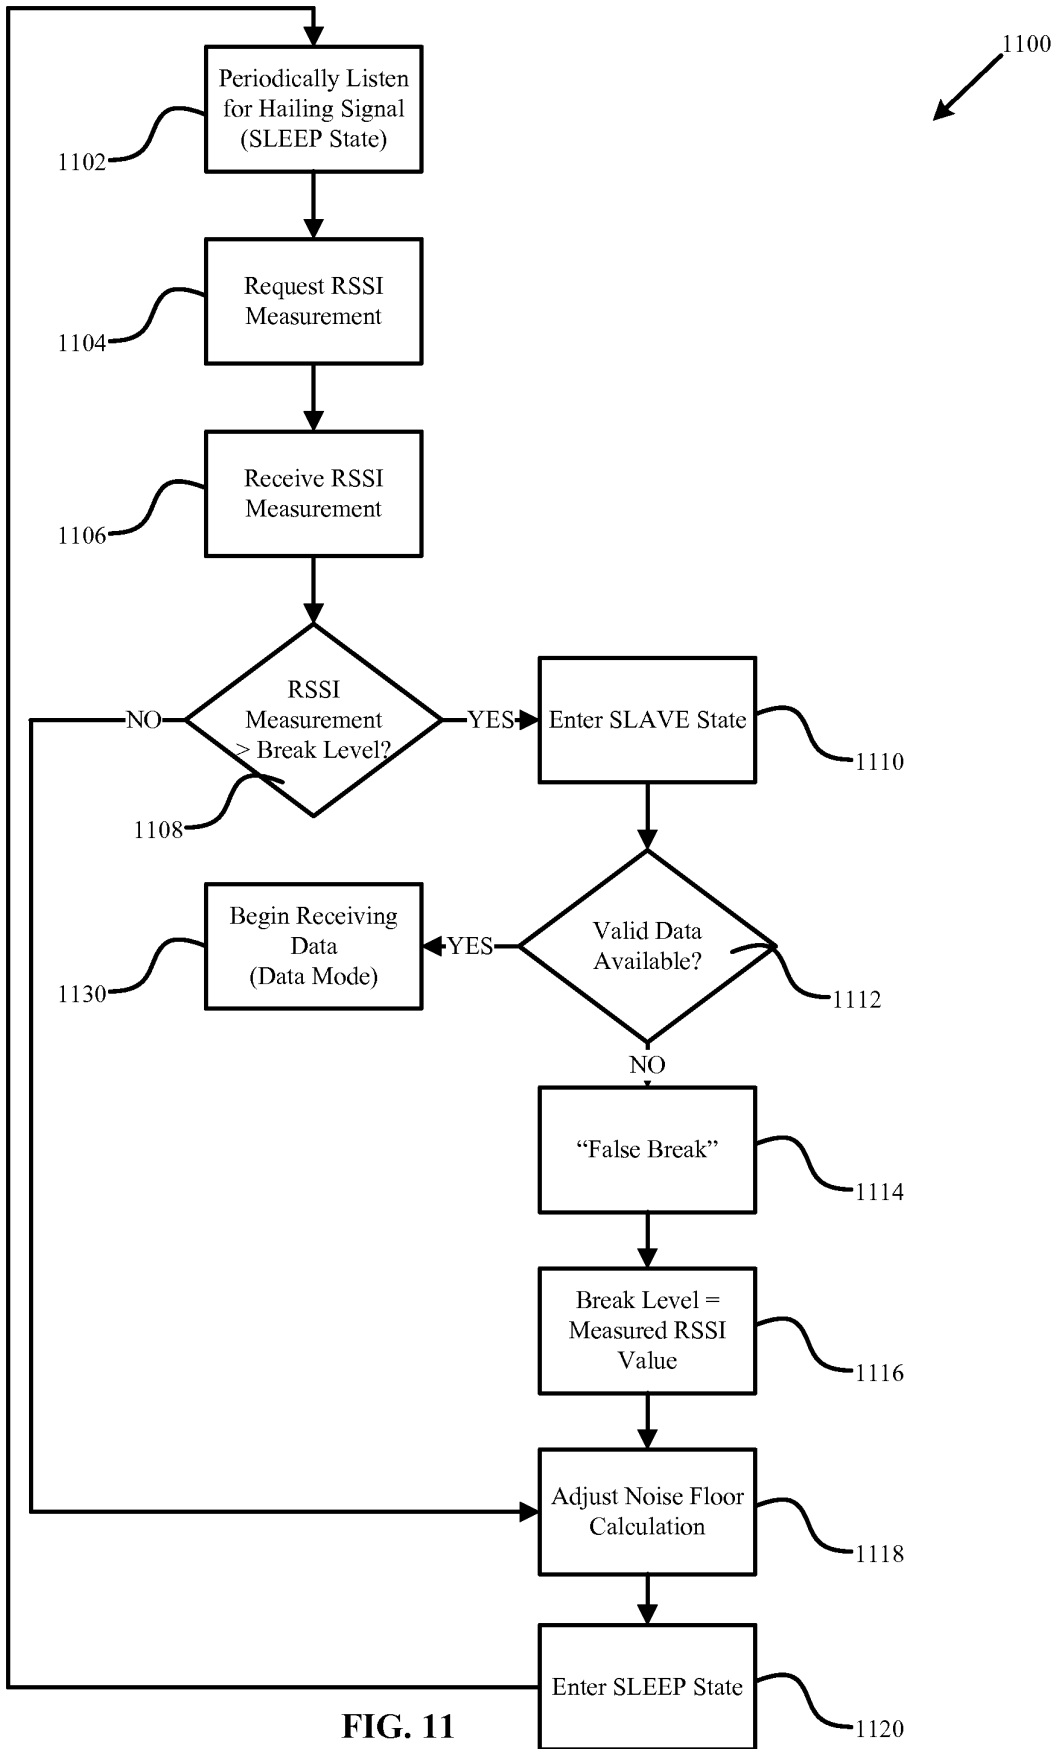 1100
Periodically Listen
for Hailing Signal
(SLEEP State)
1102
Request RSSI
Measurement
1104
Receive RSSI
Measurement
1106
RSSI
Measurement
> Break Level?
NO
YES
1108
Enter SLAVE State
1110
Valid Data
Available?
YES
1112
Begin Receiving
Data
(Data Mode)
1130
NO
“False Break”
1114
Break Level =
Measured RSSI
Value
1116
Adjust Noise Floor
Calculation
1118
Enter SLEEP State
1120
FIG. 11